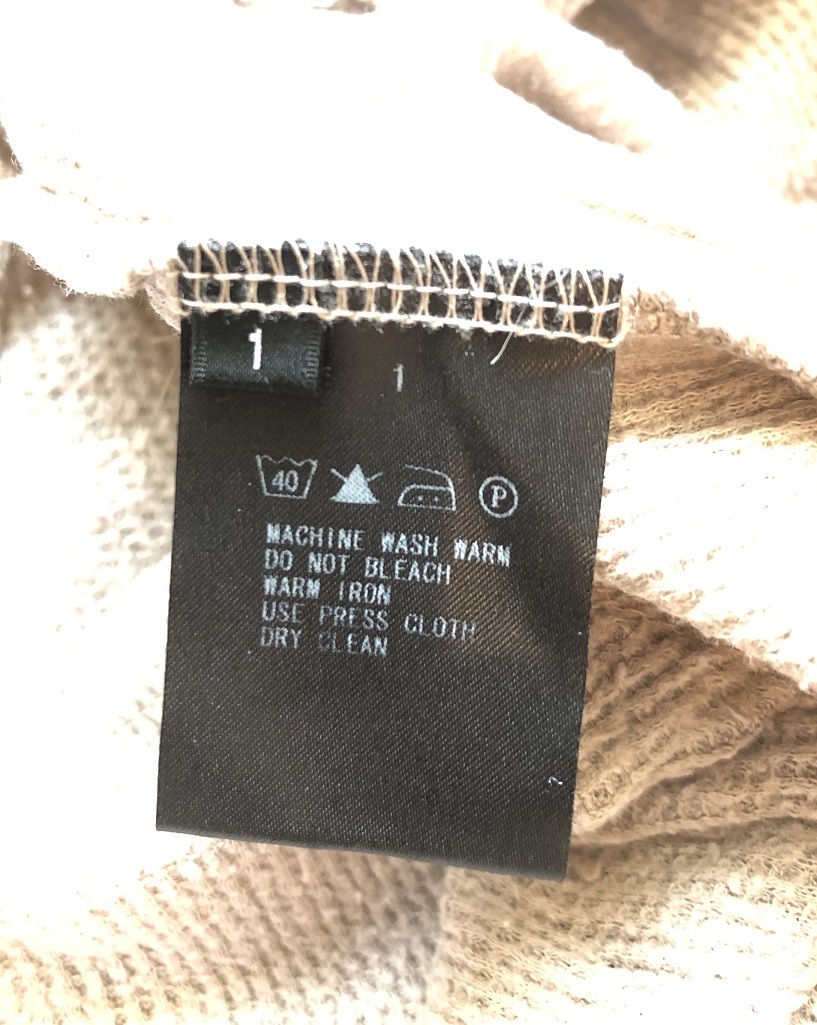 1
1
40 P
MACHINE WASH WARM
DO NOT BLEACH
WARM IRON
USE PRESS CLOTH
DRY CLEAN